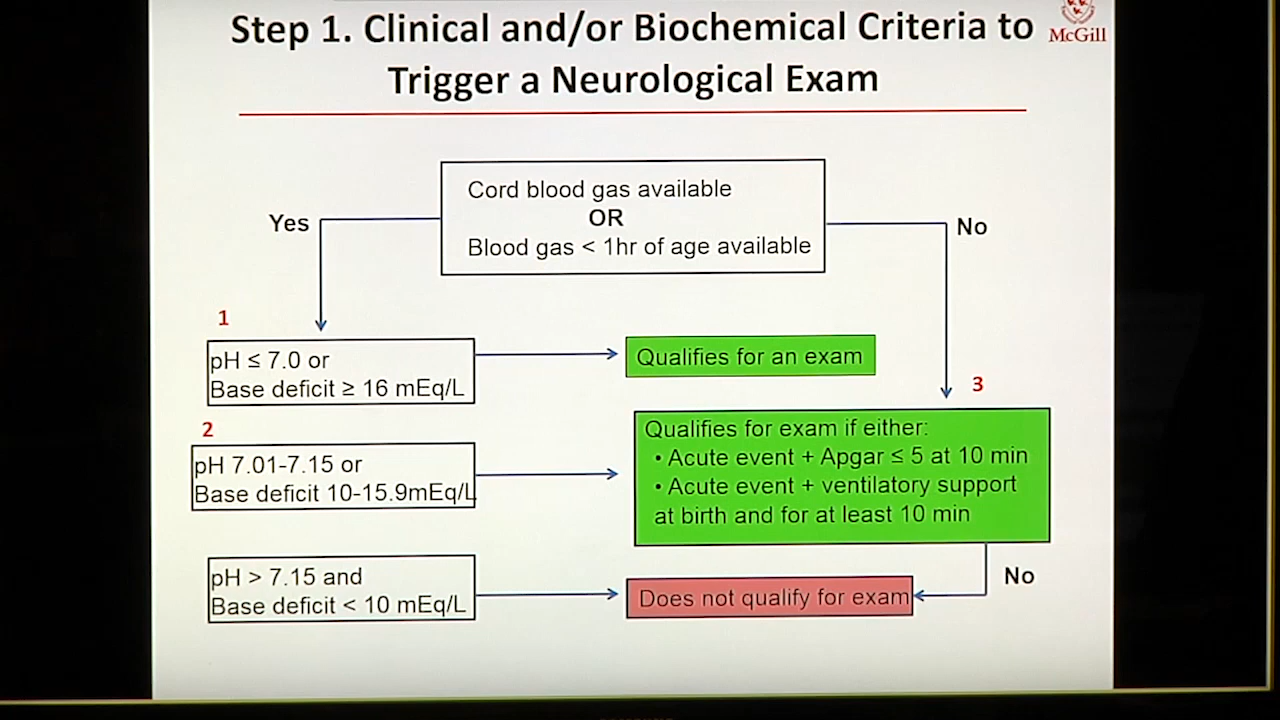 Step 1. Clinical and/or Biochemical Criteria to
Trigger a Neurological Exam
McGill
Cord blood gas available
OR
Blood gas < 1hr of age available
Yes
No
1
pH ≤ 7.0 or
Base deficit ≥ 16 mEq/L
Qualifies for an exam
2
pH 7.01-7.15 or
Base deficit 10-15.9mEq/L
3
Qualifies for exam if either:
• Acute event + Apgar ≤ 5 at 10 min
• Acute event + ventilatory support
at birth and for at least 10 min
No
pH > 7.15 and
Base deficit < 10 mEq/L
Does not qualify for exam